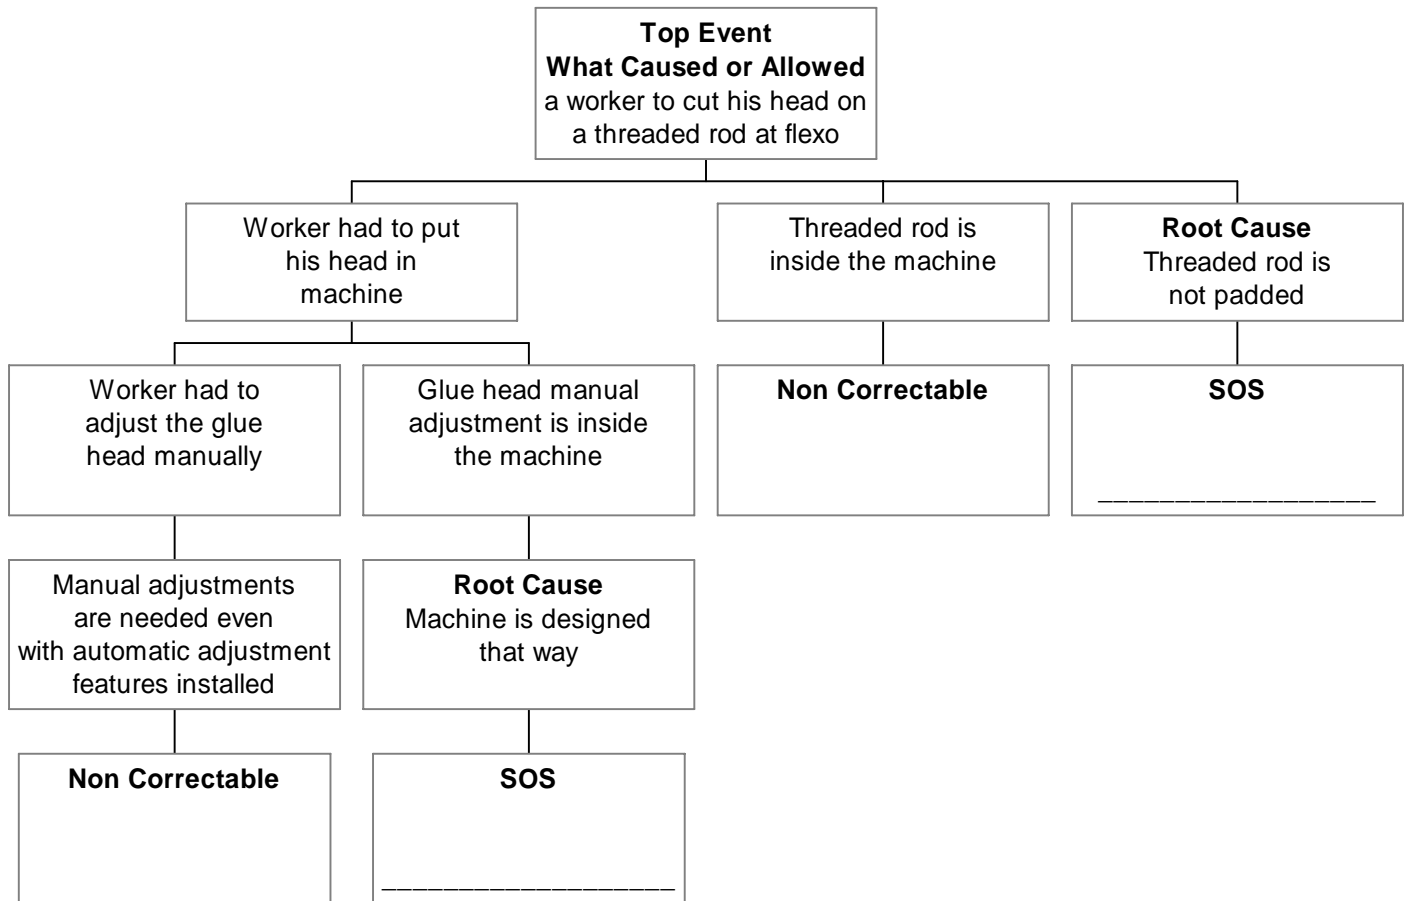 Top Event
What Caused or Allowed
a worker to cut his head on
a threaded rod at flexo
Worker had to put
his head in
machine
Threaded rod is
inside the machine
Root Cause
Threaded rod is
not padded
Worker had to
adjust the glue
head manually
Glue head manual
adjustment is inside
the machine
Non Correctable
SOS
__________________
Manual adjustments
are needed even
with automatic adjustment
features installed
Root Cause
Machine is designed
that way
Non Correctable
SOS
___________________